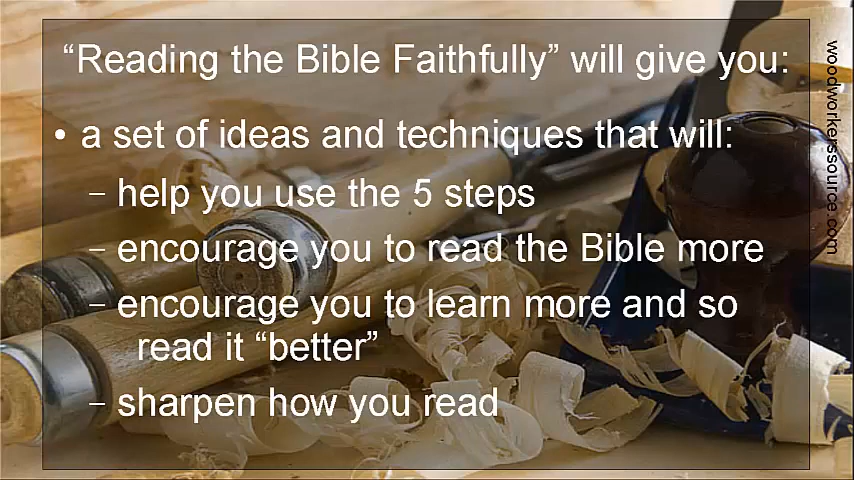 “Reading the Bible Faithfully” will give you:
• a set of ideas and techniques that will:
– help you use the 5 steps
– encourage you to read the Bible more
– encourage you to learn more and so
read it “better”
– sharpen how you read
woodworkerssource.com